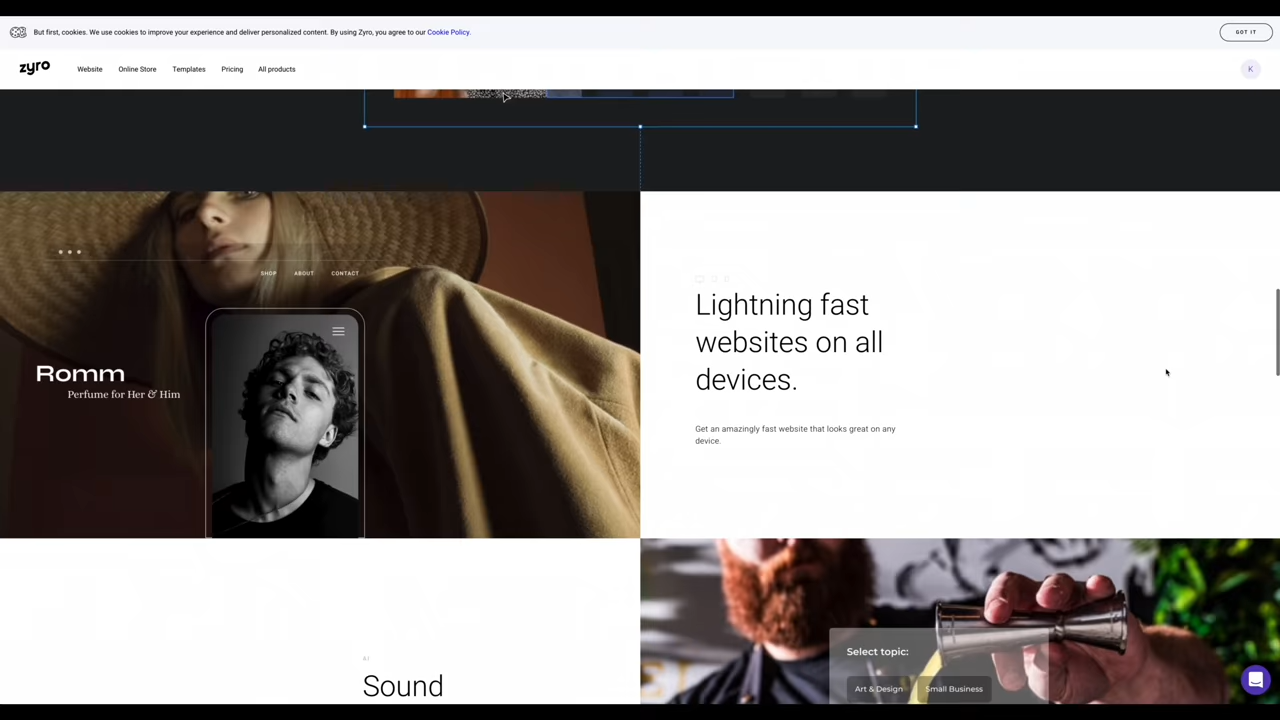 But first, cookies. We use cookies to improve your experience and deliver personalized content. By using Zyro, you agree to our Cookie Policy.
GOT IT
zyro
Website
Online Store
Templates
Pricing
All products
K
SHOP
ABOUT
CONTACT
Romm
Perfume for Her & Him
Lightning fast
websites on all
devices.
Get an amazingly fast website that looks great on any
device.
AI
Sound
Select topic:
Art & Design
Small Business